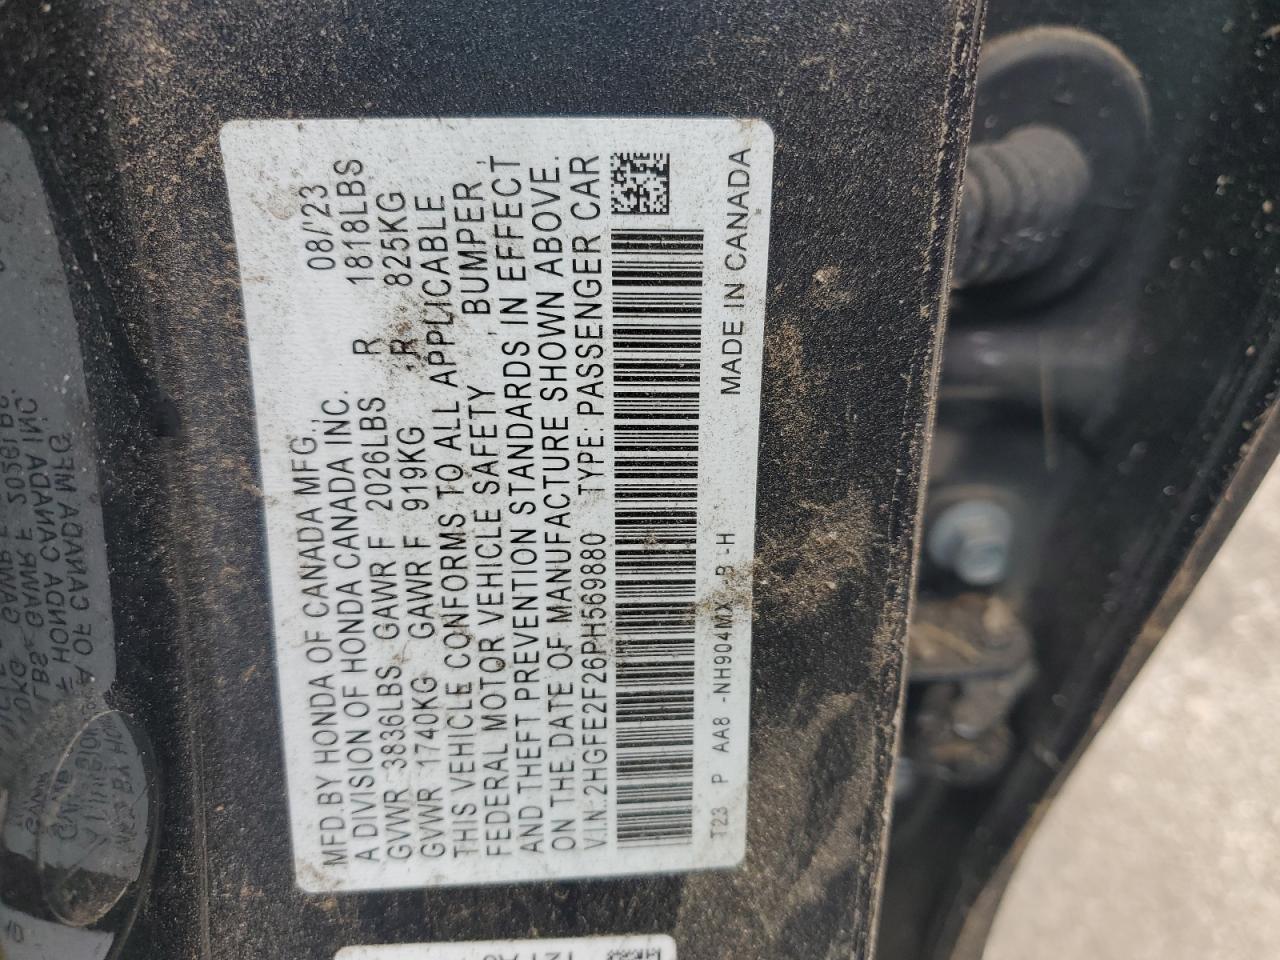 MFD.BY HONDA OF CANADA MFG., 08/'23
A DIVISION OF HONDA CANADA INC.
GVWR 3836LBS GAWR F 2026LBS R 1818LBS
GVWR 1740KG GAWR F 919KG R 825KG
THIS VEHICLE CONFORMS TO ALL APPLICABLE
FEDERAL MOTOR VEHICLE SAFETY , BUMPER ,
AND THEFT PREVENTION STANDARDS IN EFFECT
ON THE DATE OF MANUFACTURE SHOWN ABOVE.
V.I.N.:2HGFE2F26PH569880 TYPE: PASSENGER CAR
T23 P AA8 -NH904MX B -H MADE IN CANADA